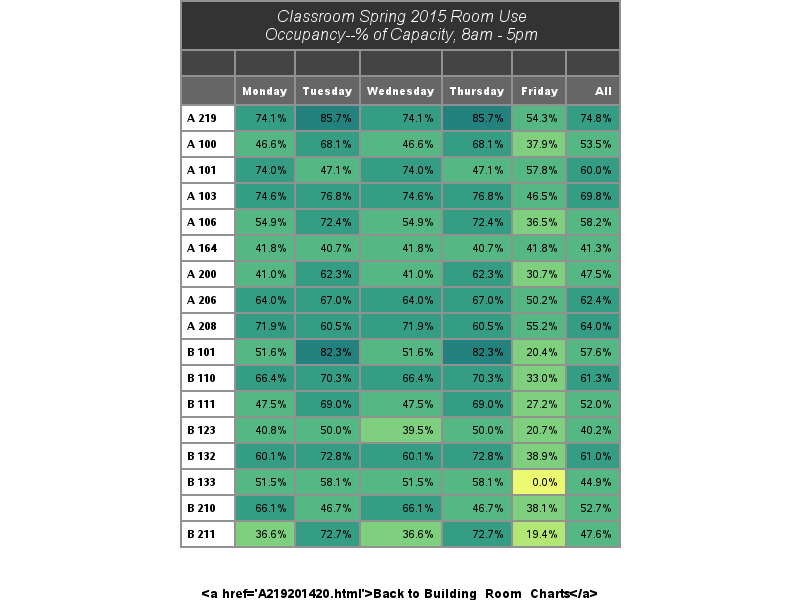 Classroom Spring 2015 Room Use
Occupancy--% of Capacity, 8am - 5pm
Monday Tuesday Wednesday Thursday Friday All
A 219 74.1% 85.7% 74.1% 85.7% 54.3% 74.8%
A 100 46.6% 68.1% 46.6% 68.1% 37.9% 53.5%
A 101 74.0% 47.1% 74.0% 47.1% 57.8% 60.0%
A 103 74.6% 76.8% 74.6% 76.8% 46.5% 69.8%
A 106 54.9% 72.4% 54.9% 72.4% 36.5% 58.2%
A 164 41.8% 40.7% 41.8% 40.7% 41.8% 41.3%
A 200 41.0% 62.3% 41.0% 62.3% 30.7% 47.5%
A 206 64.0% 67.0% 64.0% 67.0% 50.2% 62.4%
A 208 71.9% 60.5% 71.9% 60.5% 55.2% 64.0%
B 101 51.6% 82.3% 51.6% 82.3% 20.4% 57.6%
B 110 66.4% 70.3% 66.4% 70.3% 33.0% 61.3%
B 111 47.5% 69.0% 47.5% 69.0% 27.2% 52.0%
B 123 40.8% 50.0% 39.5% 50.0% 20.7% 40.2%
B 132 60.1% 72.8% 60.1% 72.8% 38.9% 61.0%
B 133 51.5% 58.1% 51.5% 58.1% 0.0% 44.9%
B 210 66.1% 46.7% 66.1% 46.7% 38.1% 52.7%
B 211 36.6% 72.7% 36.6% 72.7% 19.4% 47.6%
<a href='A219201420.html'>Back to Building_Room_Charts</a>